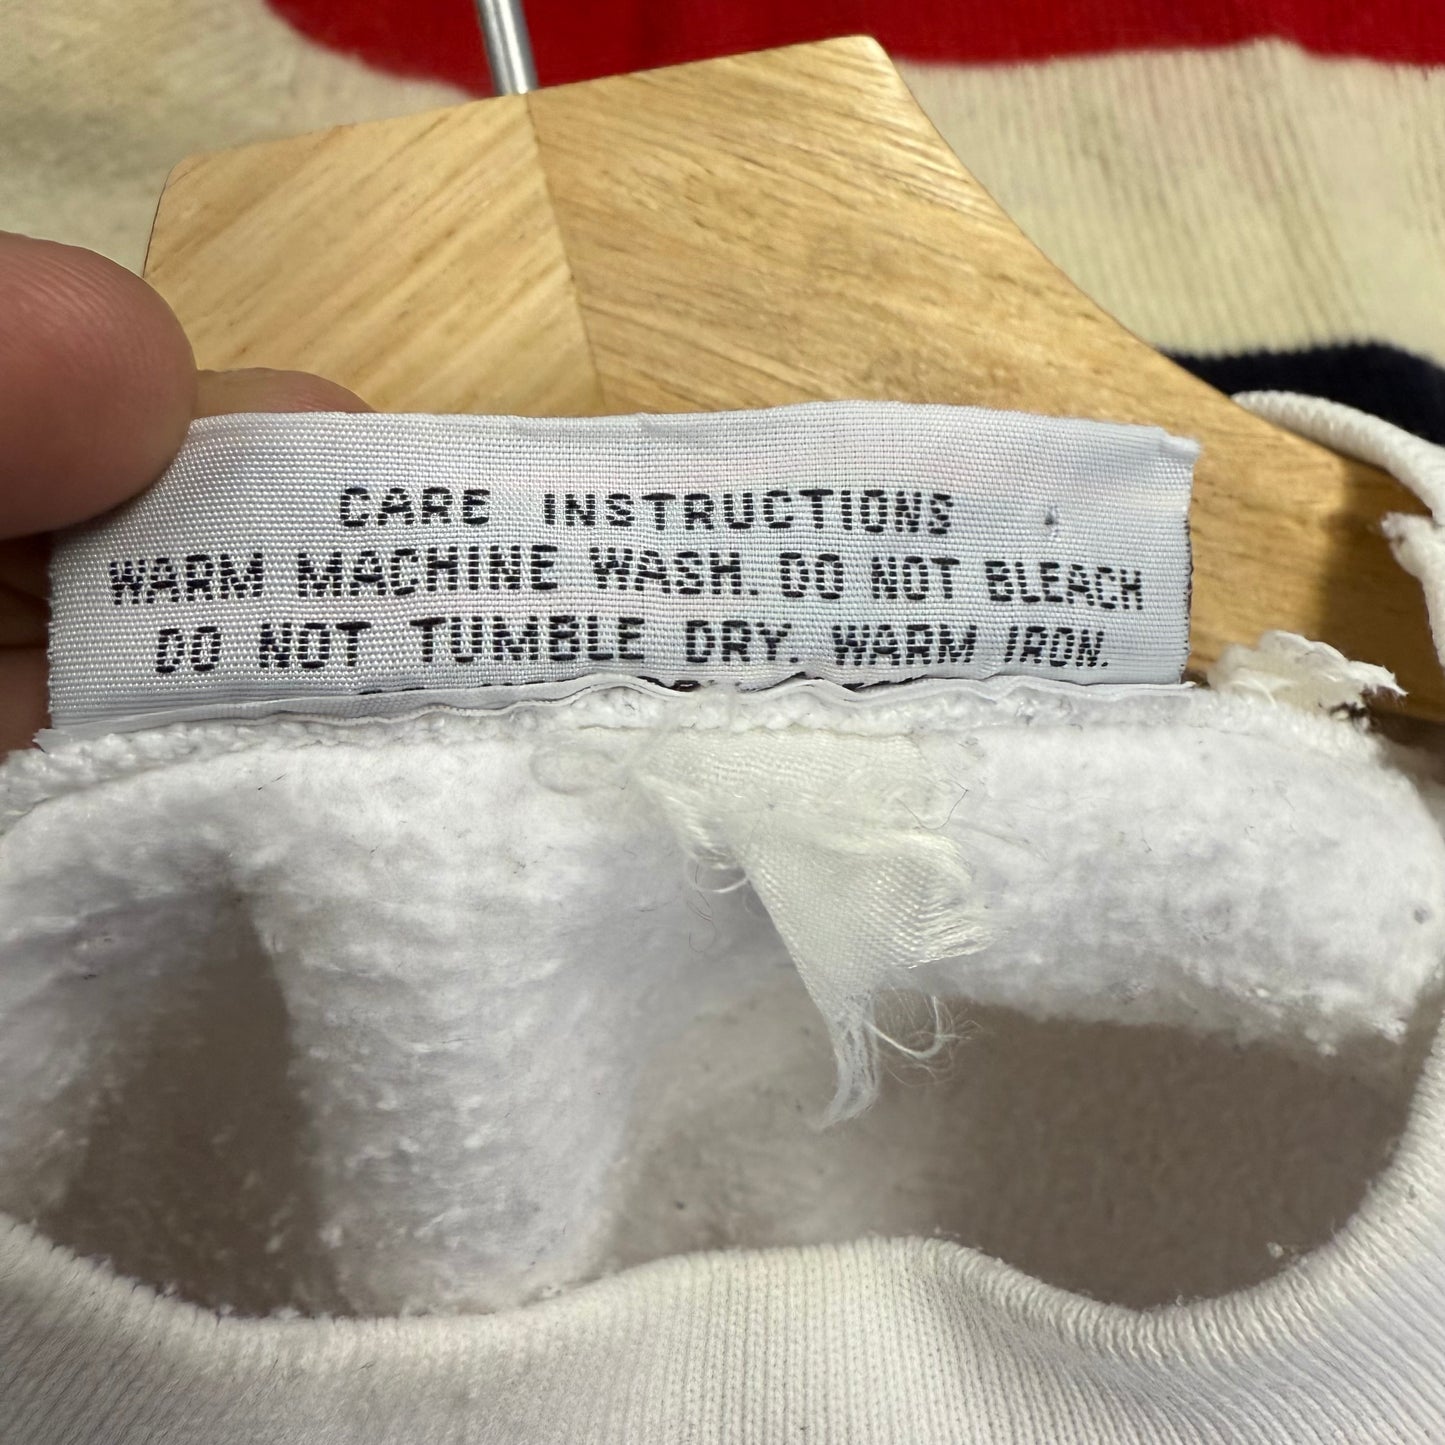 CARE INSTRUCTIONS
WARM MACHINE WASH. DO NOT BLEACH
DO NOT TUMBLE DRY. WARM IRON.